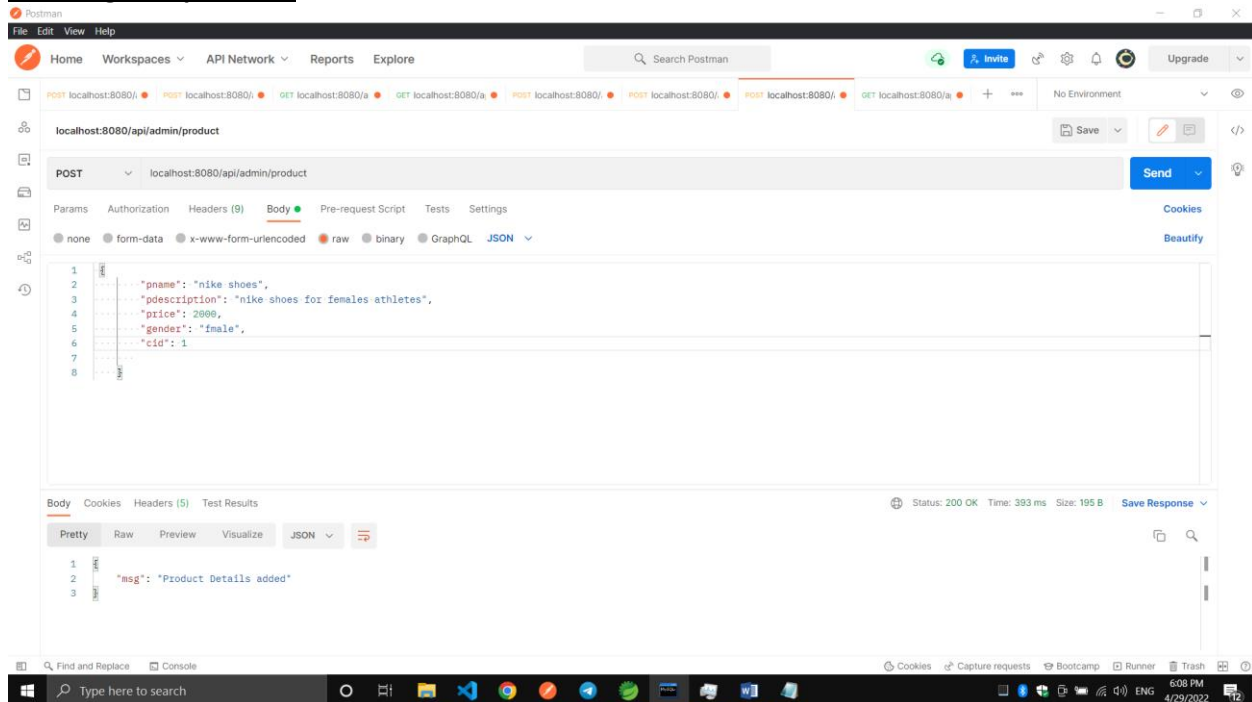 Postman
File Edit View Help
Home Workspaces API Network Reports Explore Search Postman Invite Upgrade
POST localhost:8080/ POST localhost:8080/ GET localhost:8080/a GET localhost:8080/a POST localhost:8080/ POST localhost:8080/ POST localhost:8080/ GET localhost:8080/a + ooo No Environment
localhost:8080/api/admin/product Save </>
POST localhost:8080/api/admin/product Send
Params Authorization Headers (9) Body Pre-request Script Tests Settings Cookies
none form-data x-www-form-urlencoded raw binary GraphQL JSON Beautify
1 {
2 "pname": "nike shoes",
3 "pdescription": "nike shoes for females athletes",
4 "price": 2000,
5 "gender": "fmale",
6 "cid": 1
7
8 }
Body Cookies Headers (5) Test Results Status: 200 OK Time: 393 ms Size: 195 B Save Response
Pretty Raw Preview Visualize JSON
1 {
2 "msg": "Product Details added"
3 }
Find and Replace Console Cookies Capture requests Bootcamp Runner Trash
Type here to search ENG 6:08 PM
4/29/2022 12